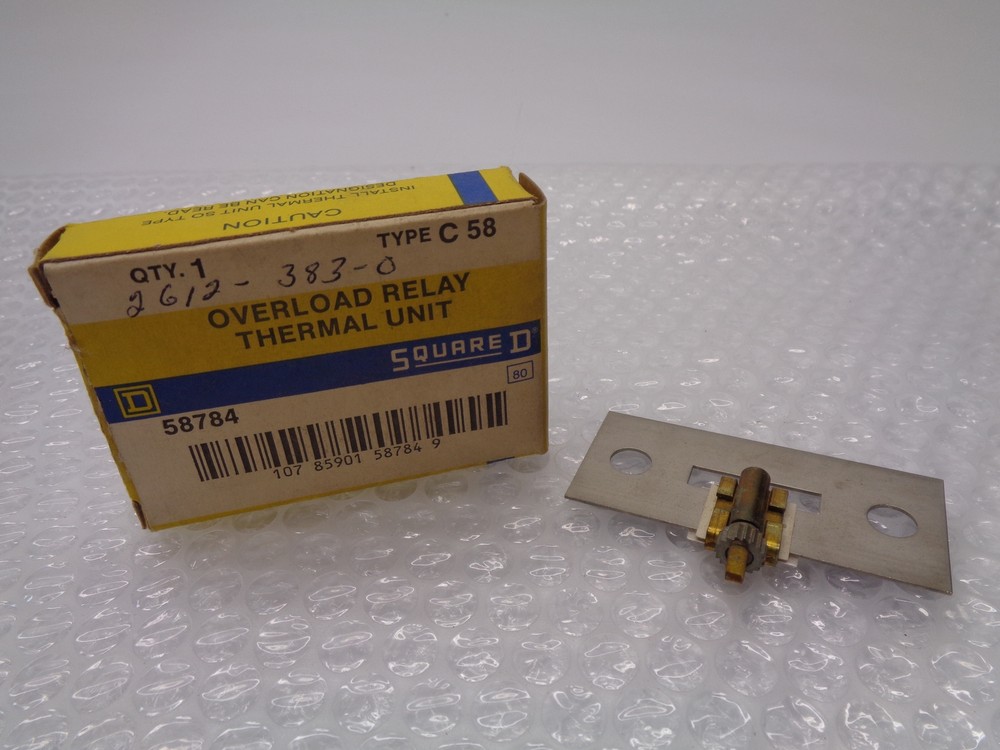 INSTALL THERMAL UNIT SO TYPE
DESIGNATION CAN BE READ
CAUTION
QTY. 1 TYPE C 58
2612-383-0
OVERLOAD RELAY
THERMAL UNIT
SQUARE D®
D
80
58784
107 85901 58784 9